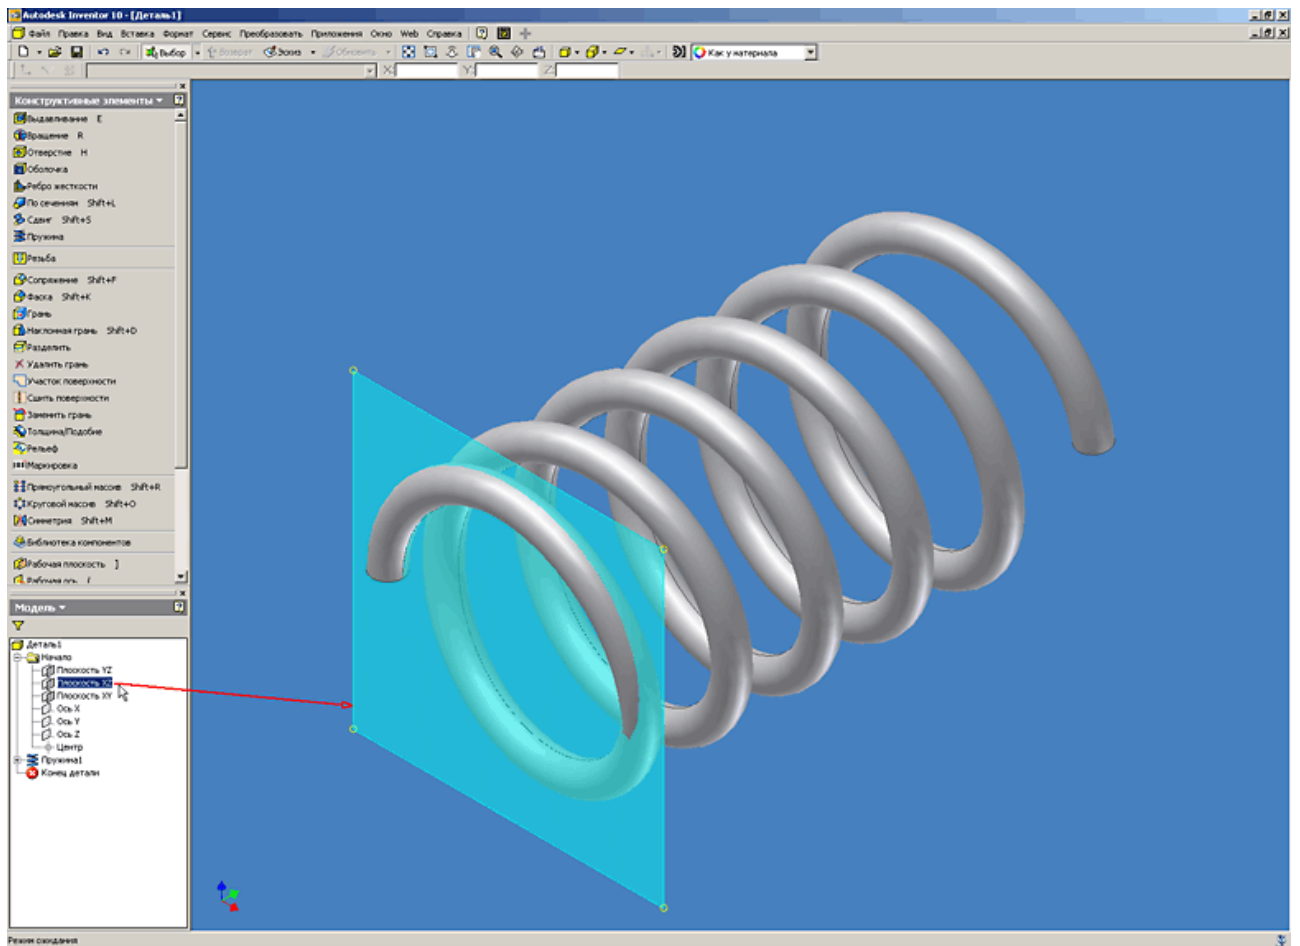 Autodesk Inventor 10 - [Деталь1]
Файл Правка Вид Вставка Формат Сервис Преобразовать Приложения Окно Web Справка
Выбор Возврат Эскиз Обновить Как у материала
X: Y: Z:
Конструктивные элементы
Выдавливание E
Вращение R
Отверстие H
Оболочка
Ребро жесткости
По сечениям Shift+L
Сдвиг Shift+S
Пружина
Резьба
Сопряжение Shift+F
Фаска Shift+K
Грань
Наклонная грань Shift+D
Разделить
Удалить грань
Участок поверхности
Сшить поверхности
Заменить грань
Толщина/Подобие
Рельеф
Маркировка
Прямоугольный массив Shift+R
Круговой массив Shift+O
Симметрия Shift+M
Библиотека компонентов
Рабочая плоскость ]
Рабочая ось /
Модель
Деталь1
Начало
Плоскость YZ
Плоскость XZ
Плоскость XY
Ось X
Ось Y
Ось Z
Центр
Пружина1
Конец детали
Режим ожидания